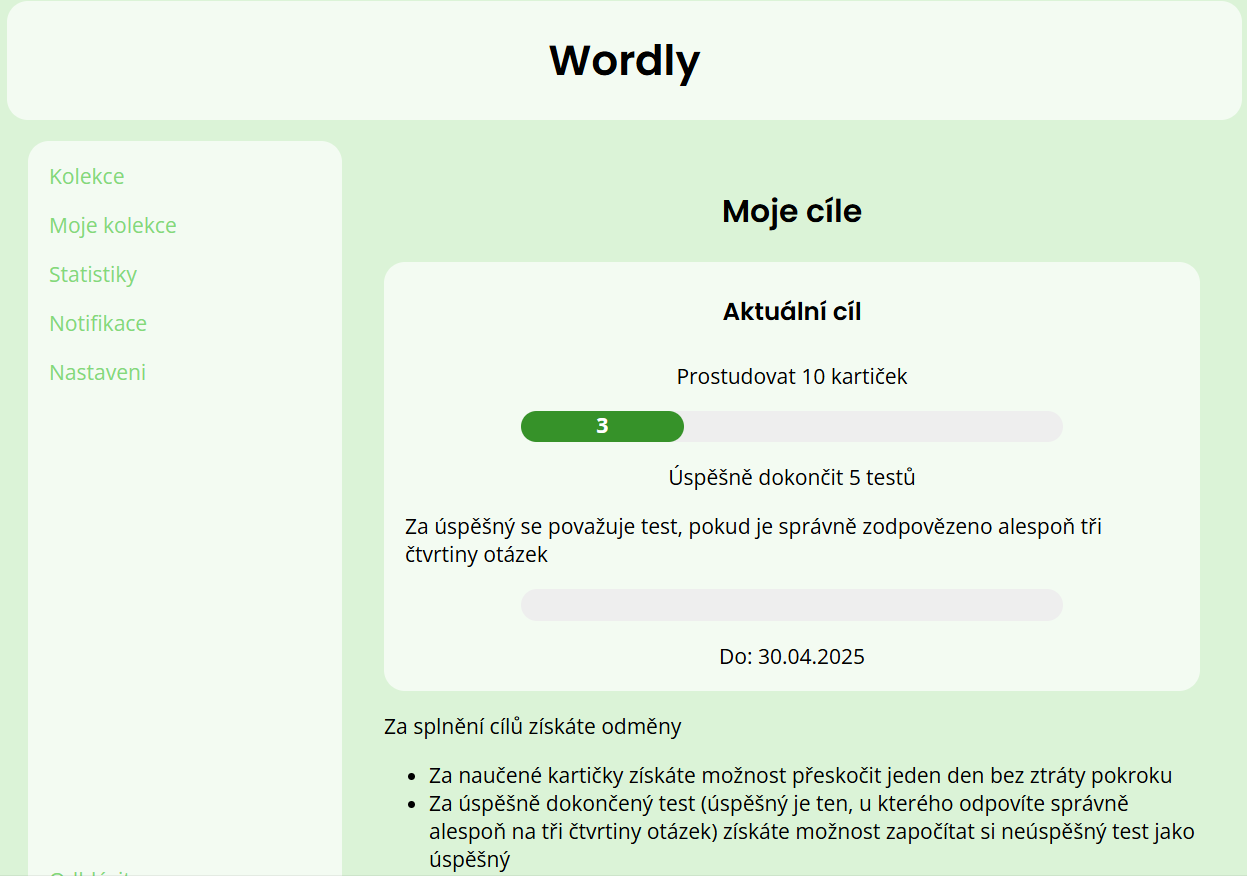 Wordly
Kolekce
Moje kolekce
Statistiky
Notifikace
Nastaveni
Moje cíle
Aktuální cíl
Prostudovat 10 kartiček
3
Úspěšně dokončit 5 testů
Za úspěšný se považuje test, pokud je správně zodpovězeno alespoň tři
čtvrtiny otázek
Do: 30.04.2025
Za splnění cílů získáte odměny
• Za naučené kartičky získáte možnost přeskočit jeden den bez ztráty pokroku
• Za úspěšně dokončený test (úspěšný je ten, u kterého odpovíte správně
alespoň na tři čtvrtiny otázek) získáte možnost započítat si neúspěšný test jako
úspěšný